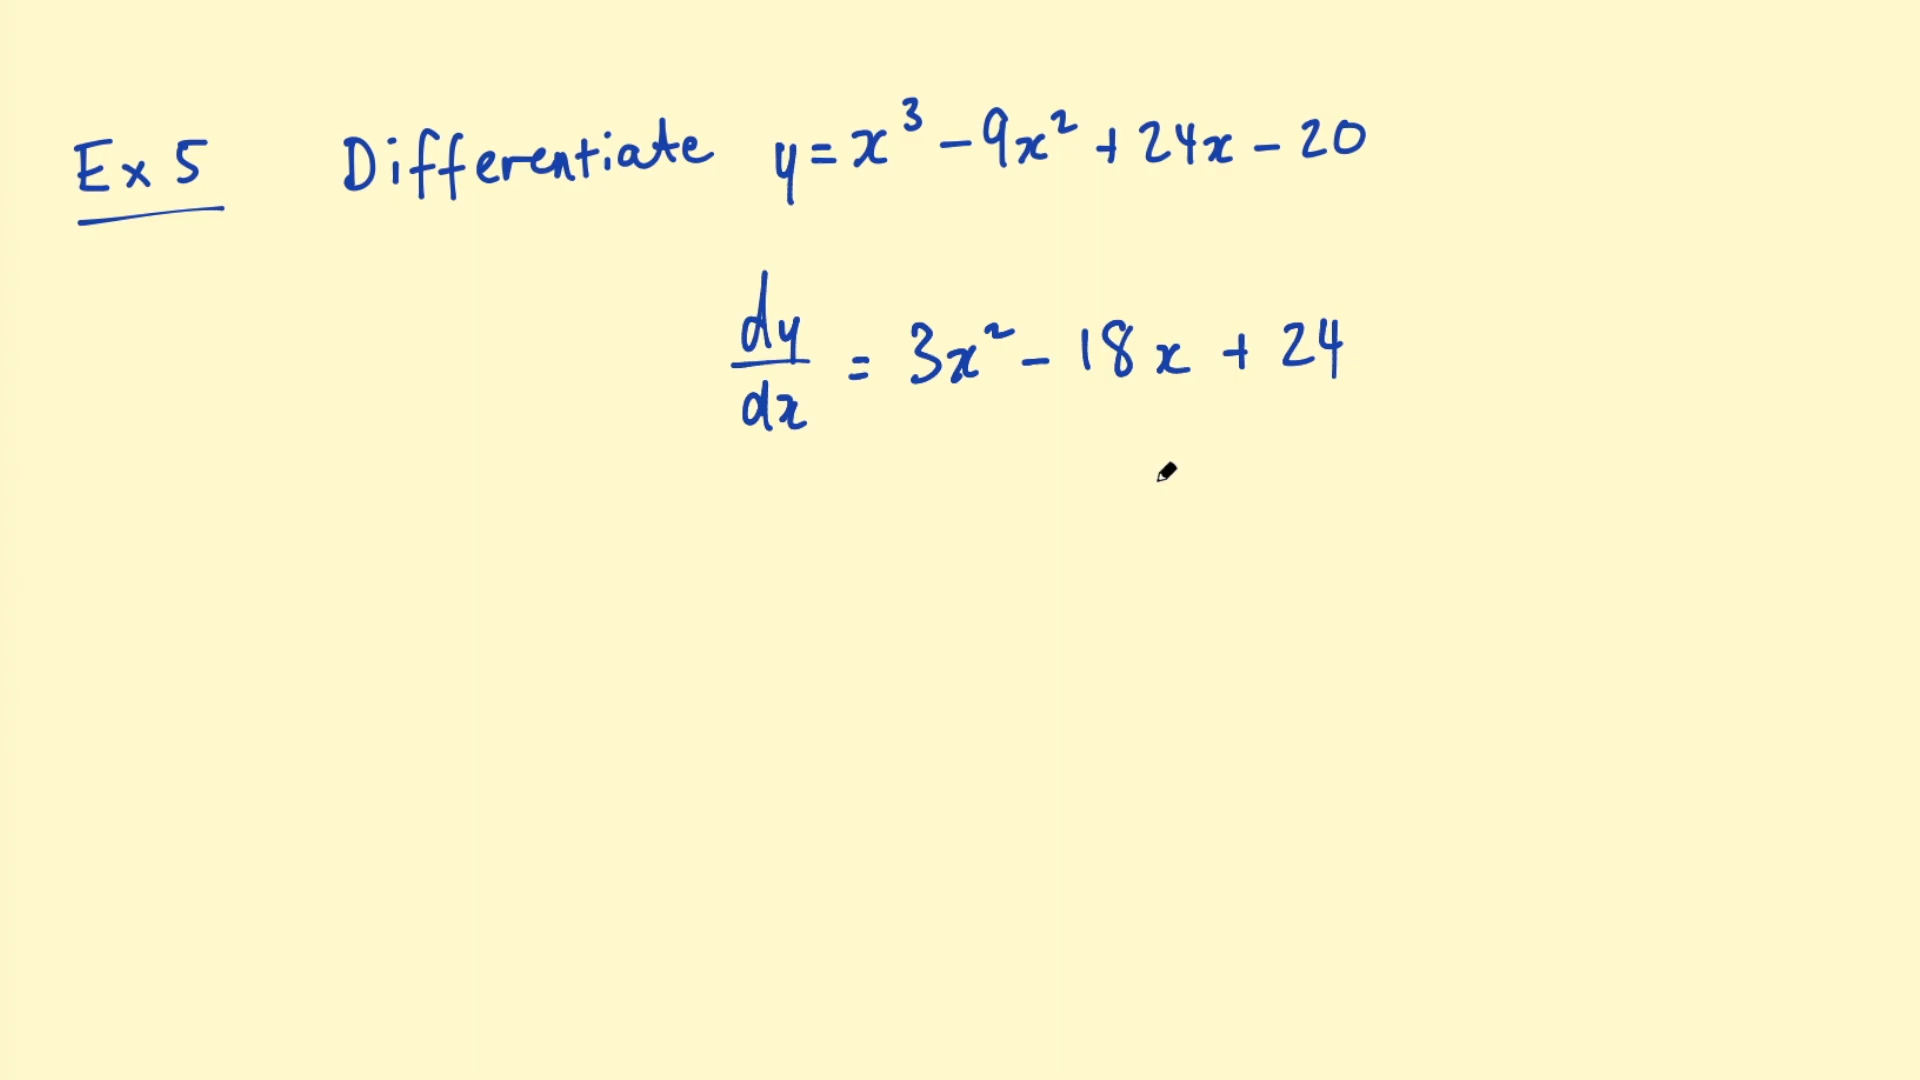 Ex 5 Differentiate y = x³ - 9x² + 24x - 20
dy/dx = 3x² - 18x + 24